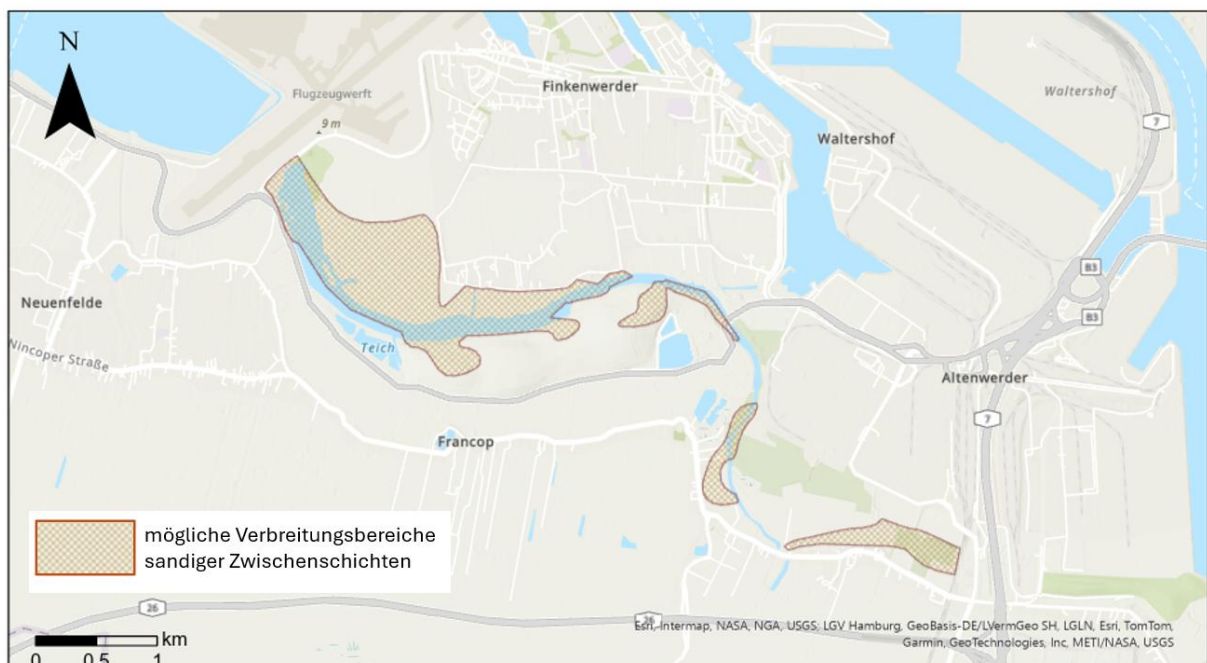 N
Finkenwerder
Flugzeugwerft
Waltershof
9 m
7
Waltershof
B3
Neuenfelde
B3
Teich
Nincoper Straße
Altenwerder
7
Francop
mögliche Verbreitungsbereiche
sandiger Zwischenschichten
26
26
Esri, Intermap, NASA, NGA, USGS; LGV Hamburg, GeoBasis-DE/LVermGeo SH, LGLN, Esri, TomTom,
Garmin, GeoTechnologies, Inc, METI/NASA, USGS
km
0 0.5 1